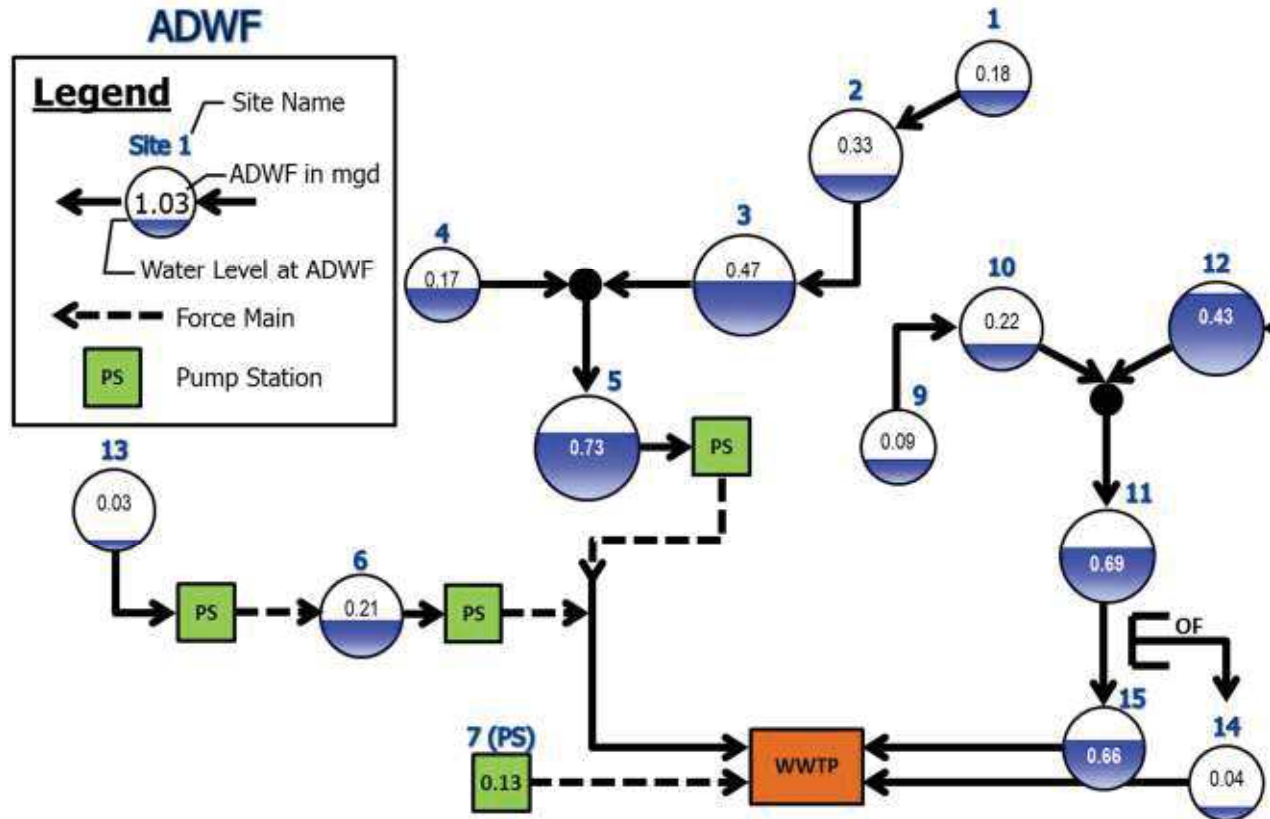 ADWF
Legend
Site Name
Site 1
ADWF in mgd
1.03
Water Level at ADWF
Force Main
PS
Pump Station
1
0.18
2
0.33
3
0.47
4
0.17
5
0.73
PS
10
0.22
12
0.43
9
0.09
11
0.69
13
0.03
PS
6
0.21
PS
OF
15
0.66
14
0.04
7 (PS)
0.13
WWTP